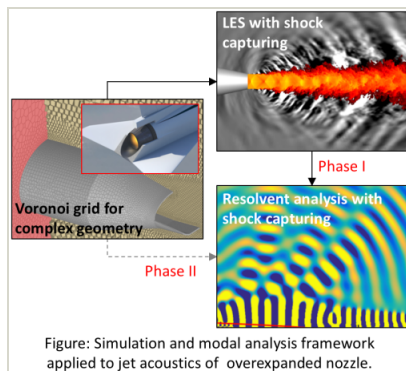 LES with shock
capturing
Voronoi grid for
complex geometry
Phase I
Resolvent analysis with
shock capturing
Phase II
Figure: Simulation and modal analysis framework
applied to jet acoustics of overexpanded nozzle.